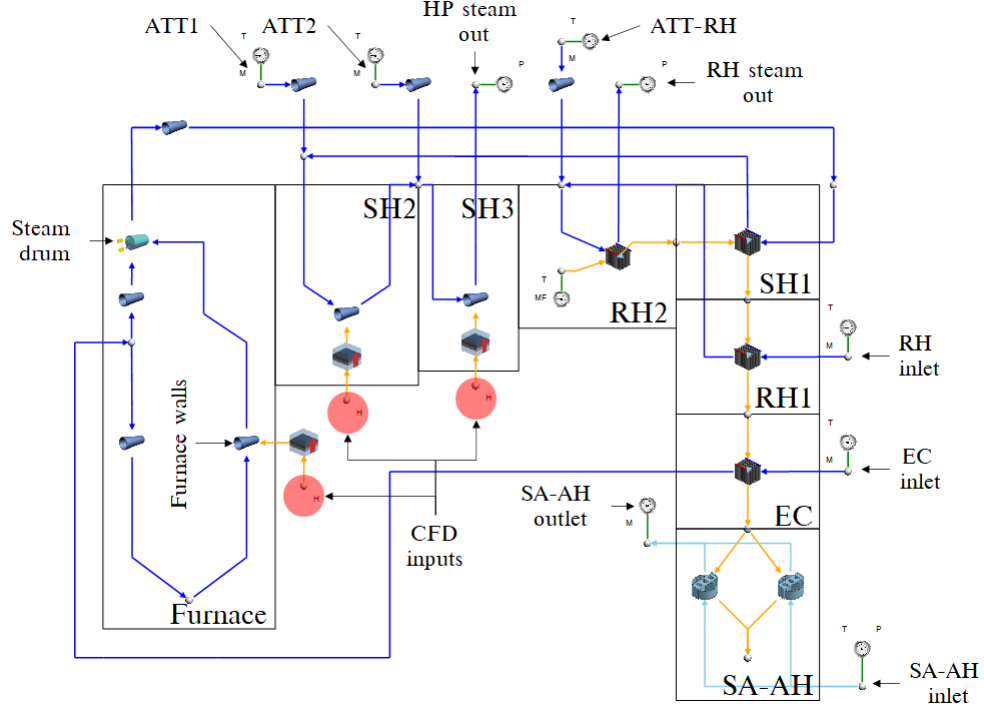 HP steam
out
ATT1
ATT2
ATT-RH
T
T
T
M
M
M
P
P
RH steam
out
SH2
SH3
Steam
drum
T
MF
RH2
SH1
T
M
RH
inlet
RH1
Furnace walls
H
H
H
T
M
EC
inlet
SA-AH
outlet
M
EC
CFD
inputs
Furnace
T
P
SA-AH
SA-AH
inlet